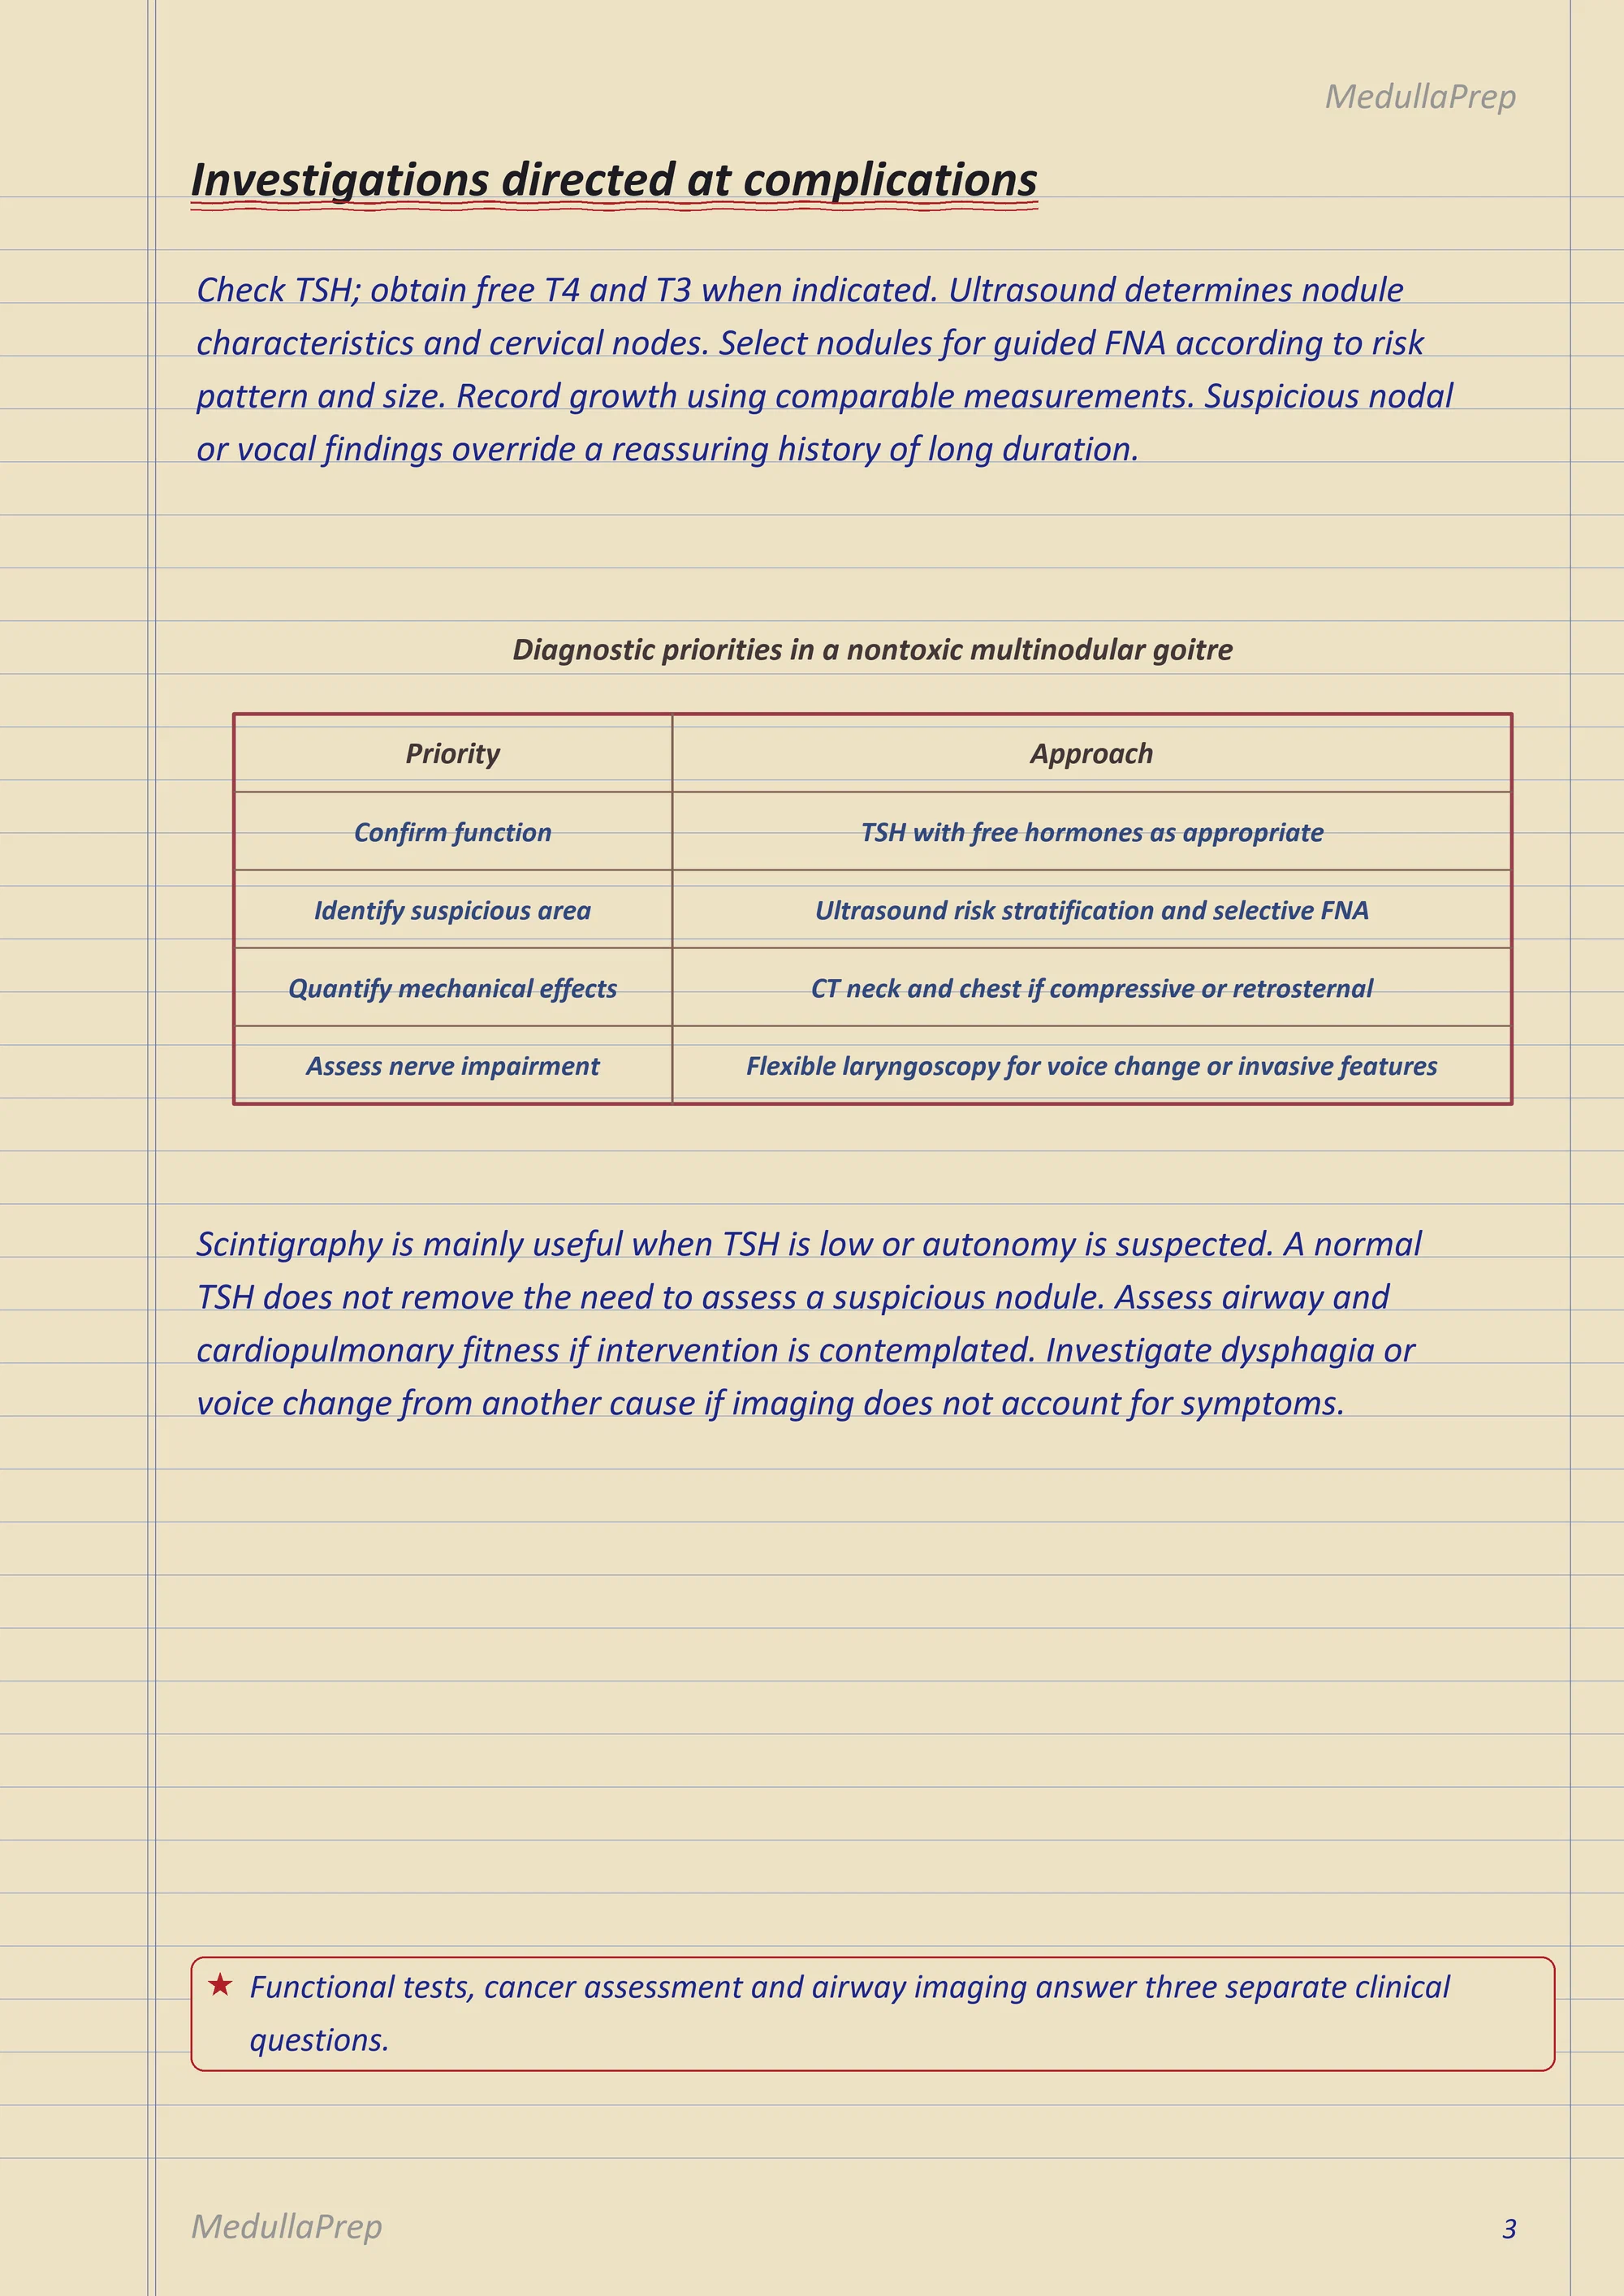 MedullaPrep
Investigations directed at complications
Check TSH; obtain free T4 and T3 when indicated. Ultrasound determines nodule
characteristics and cervical nodes. Select nodules for guided FNA according to risk
pattern and size. Record growth using comparable measurements. Suspicious nodal
or vocal findings override a reassuring history of long duration.
Diagnostic priorities in a nontoxic multinodular goitre
Priority Approach
Confirm function TSH with free hormones as appropriate
Identify suspicious area Ultrasound risk stratification and selective FNA
Quantify mechanical effects CT neck and chest if compressive or retrosternal
Assess nerve impairment Flexible laryngoscopy for voice change or invasive features
Scintigraphy is mainly useful when TSH is low or autonomy is suspected. A normal
TSH does not remove the need to assess a suspicious nodule. Assess airway and
cardiopulmonary fitness if intervention is contemplated. Investigate dysphagia or
voice change from another cause if imaging does not account for symptoms.
★ Functional tests, cancer assessment and airway imaging answer three separate clinical
questions.
MedullaPrep 3